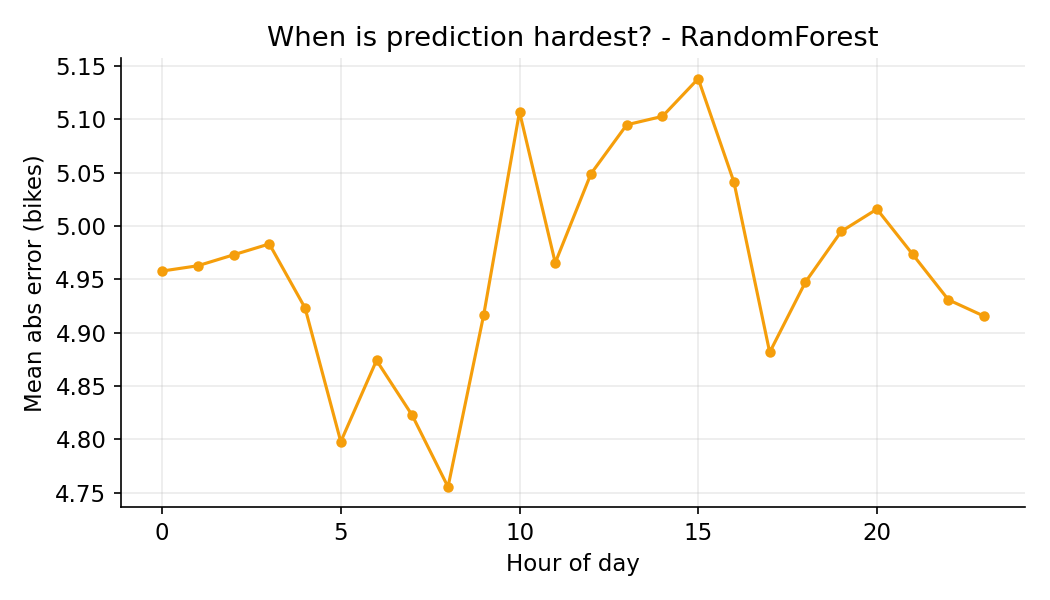 When is prediction hardest? - RandomForest
Mean abs error (bikes)
5.15
5.10
5.05
5.00
4.95
4.90
4.85
4.80
4.75
0 5 10 15 20
Hour of day